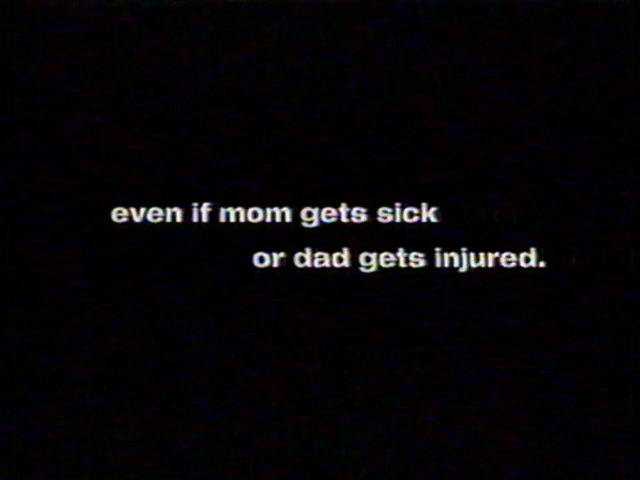 even if mom gets sick
or dad gets injured.